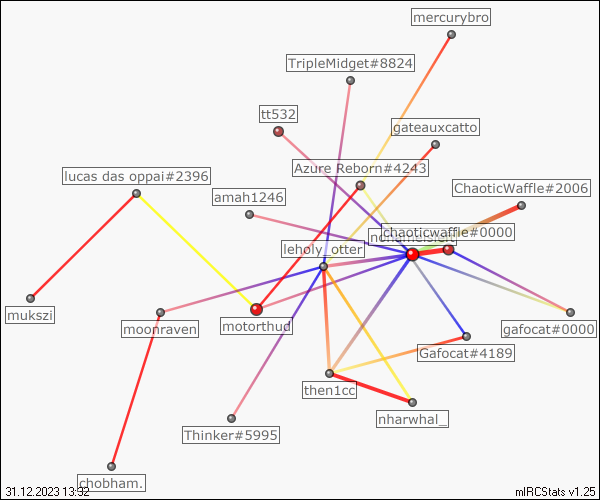 mercurybro
TripleMidget#8824
tt532
gateauxcatto
Azure Reborn#4243
lucas das oppai#2396
ChaoticWaffle#2006
amah1246
chaoticwaffle#0000
leholy_otter
mukszi
moonraven
motorthud
gafocat#0000
Gafocat#4189
then1cc
nharwhal_
Thinker#5995
chobham.
31.12.2023 13:32
mIRCStats v1.25